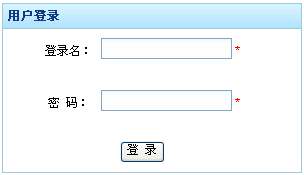 用户登录
登录名： *
密 码： *
登 录